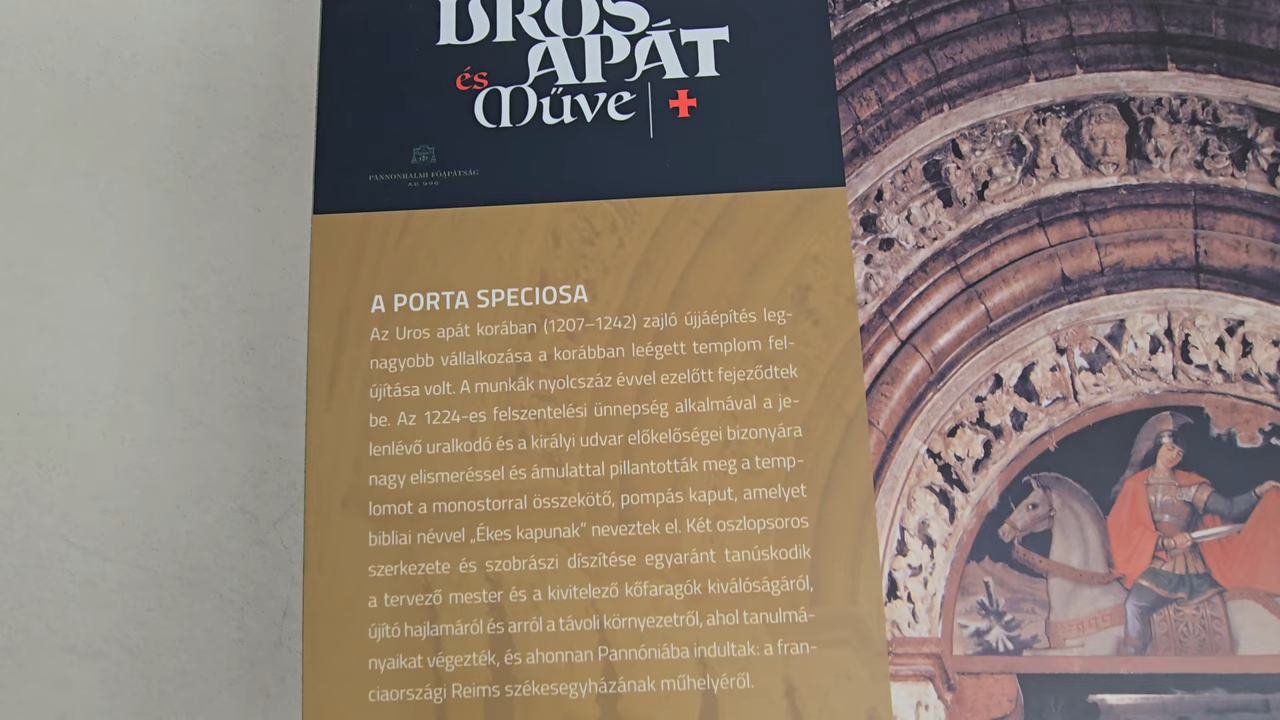 UROS
APÁT
és
Műve
PANNONHALMI FŐAPÁTSÁG
A.D. 996
A PORTA SPECIOSA
Az Uros apát korában (1207–1242) zajló újjáépítés leg-
nagyobb vállalkozása a korábban leégett templom fel-
újítása volt. A munkák nyolcszáz évvel ezelőtt fejeződtek
be. Az 1224-es felszentelési ünnepség alkalmával a je-
lenlévő uralkodó és a királyi udvar előkelőségei bizonyára
nagy elismeréssel és ámulattal pillantották meg a temp-
lomot a monostorral összekötő, pompás kaput, amelyet
bibliai névvel „Ékes kapunak” neveztek el. Két oszlopsoros
szerkezete és szobrászi díszítése egyaránt tanúskodik
a tervező mester és a kivitelező kőfaragók kiválóságáról,
újító hajlamáról és arról a távoli környezetről, ahol tanulmá-
nyaikat végezték, és ahonnan Pannóniába indultak: a fran-
ciaországi Reims székesegyházának műhelyéről.